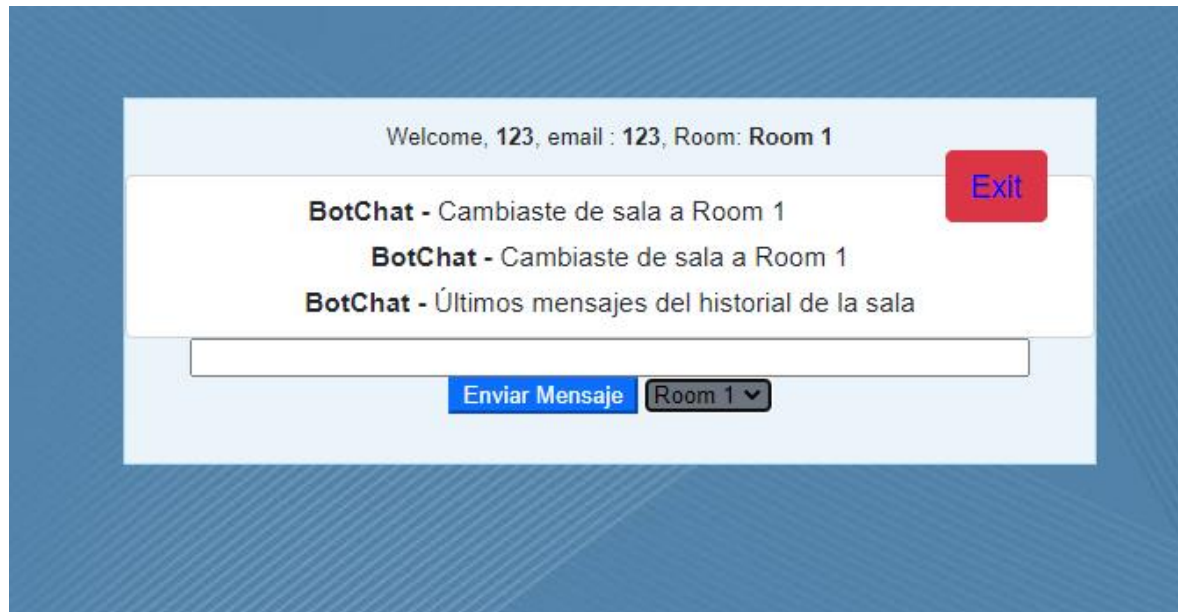 Welcome, 123, email : 123, Room: Room 1
Exit
BotChat - Cambiaste de sala a Room 1
BotChat - Cambiaste de sala a Room 1
BotChat - Últimos mensajes del historial de la sala
Enviar Mensaje Room 1